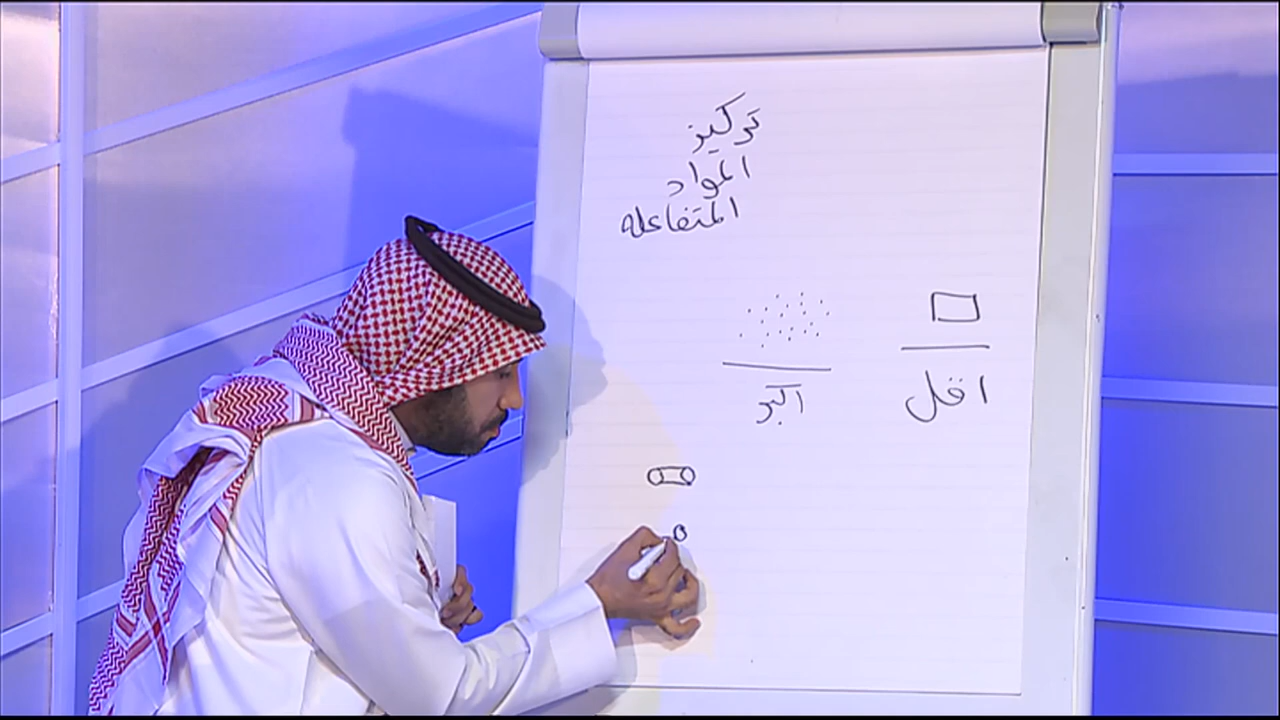 تركيز
المواد
المتفاعله
اقل
اكبر